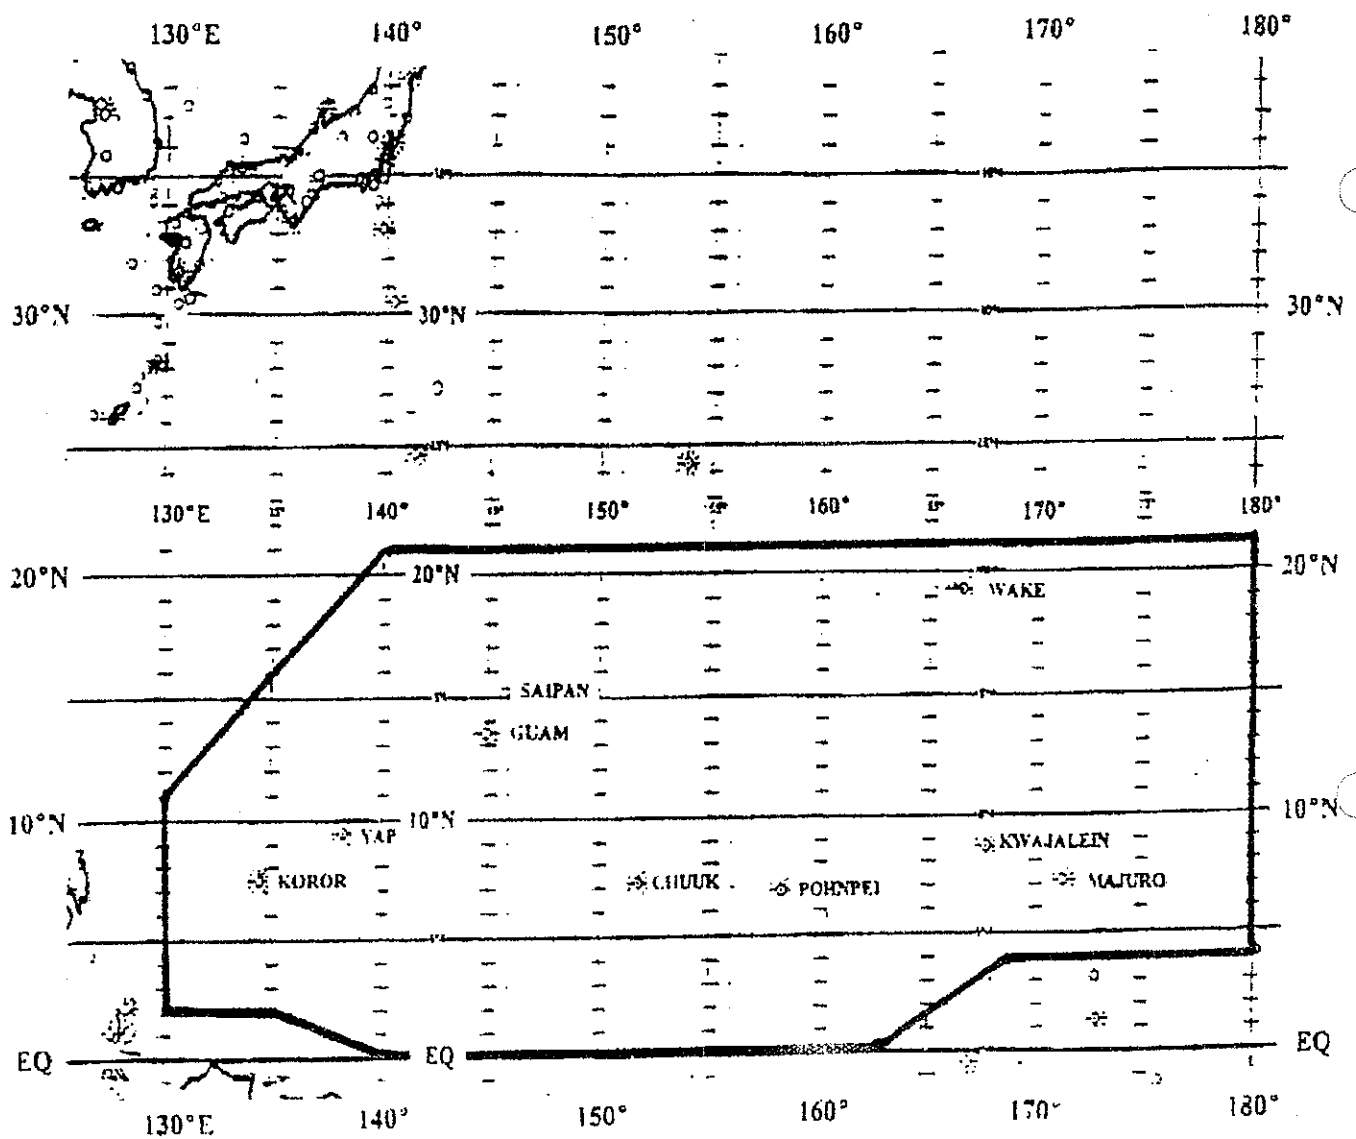 130°E 140° 150° 160° 170° 180°
30°N 30°N 30°N
130°E 140° 150° 160° 170° 180°
20°N 20°N 20°N
WAKE
SAIPAN
GUAM
10°N 10°N 10°N
YAP KWAJALEIN
KOROR CHUUK POHNPEI MAJURO
EQ EQ EQ
130°E 140° 150° 160° 170° 180°